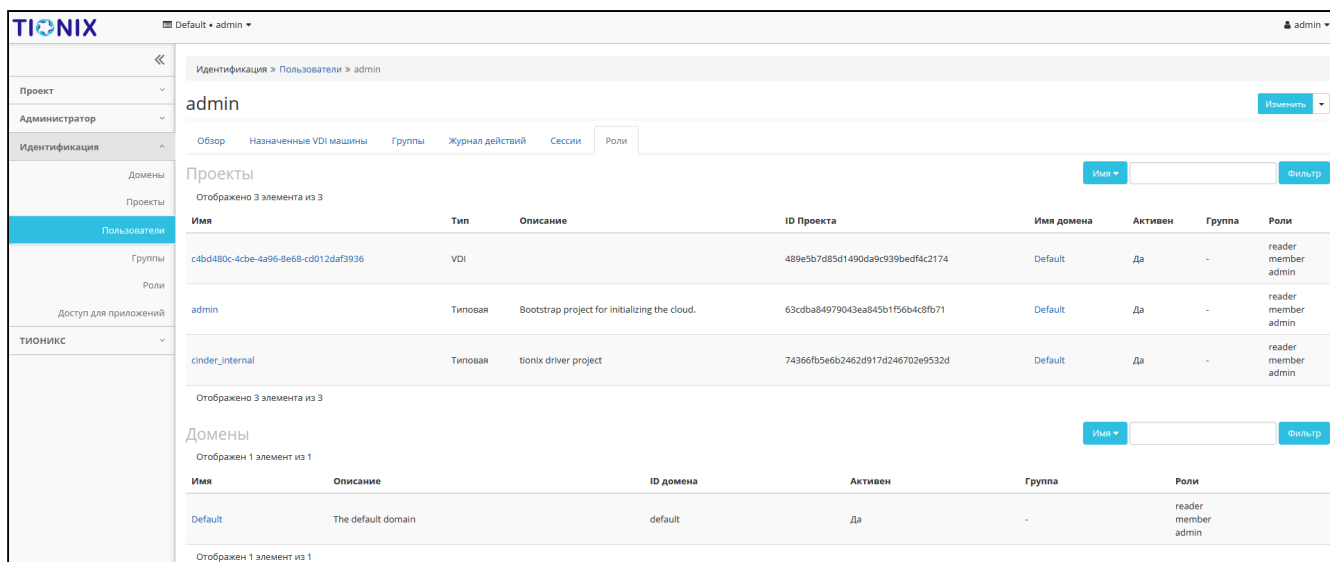 TIONIX
Default • admin
admin
Идентификация » Пользователи » admin
Проект
Администратор
Идентификация
Домены
Проекты
Пользователи
Группы
Роли
Доступ для приложений
ТИОНИКС
admin
Изменить
Обзор Назначенные VDI машины Группы Журнал действий Сессии Роли
Проекты
Имя Фильтр
Отображено 3 элемента из 3
Имя Тип Описание ID Проекта Имя домена Активен Группа Роли
c4bd480c-4cbe-4a96-8e68-cd012daf3936 VDI 489e5b7d85d1490da9c939bedf4c2174 Default Да - reader
member
admin
admin Типовая Bootstrap project for initializing the cloud. 63cdba84979043ea845b1f56b4c8fb71 Default Да - reader
member
admin
cinder_internal Типовая tionix driver project 74366fb5e6b2462d917d246702e9532d Default Да - reader
member
admin
Отображено 3 элемента из 3
Домены
Имя Фильтр
Отображен 1 элемент из 1
Имя Описание ID домена Активен Группа Роли
Default The default domain default Да - reader
member
admin
Отображен 1 элемент из 1